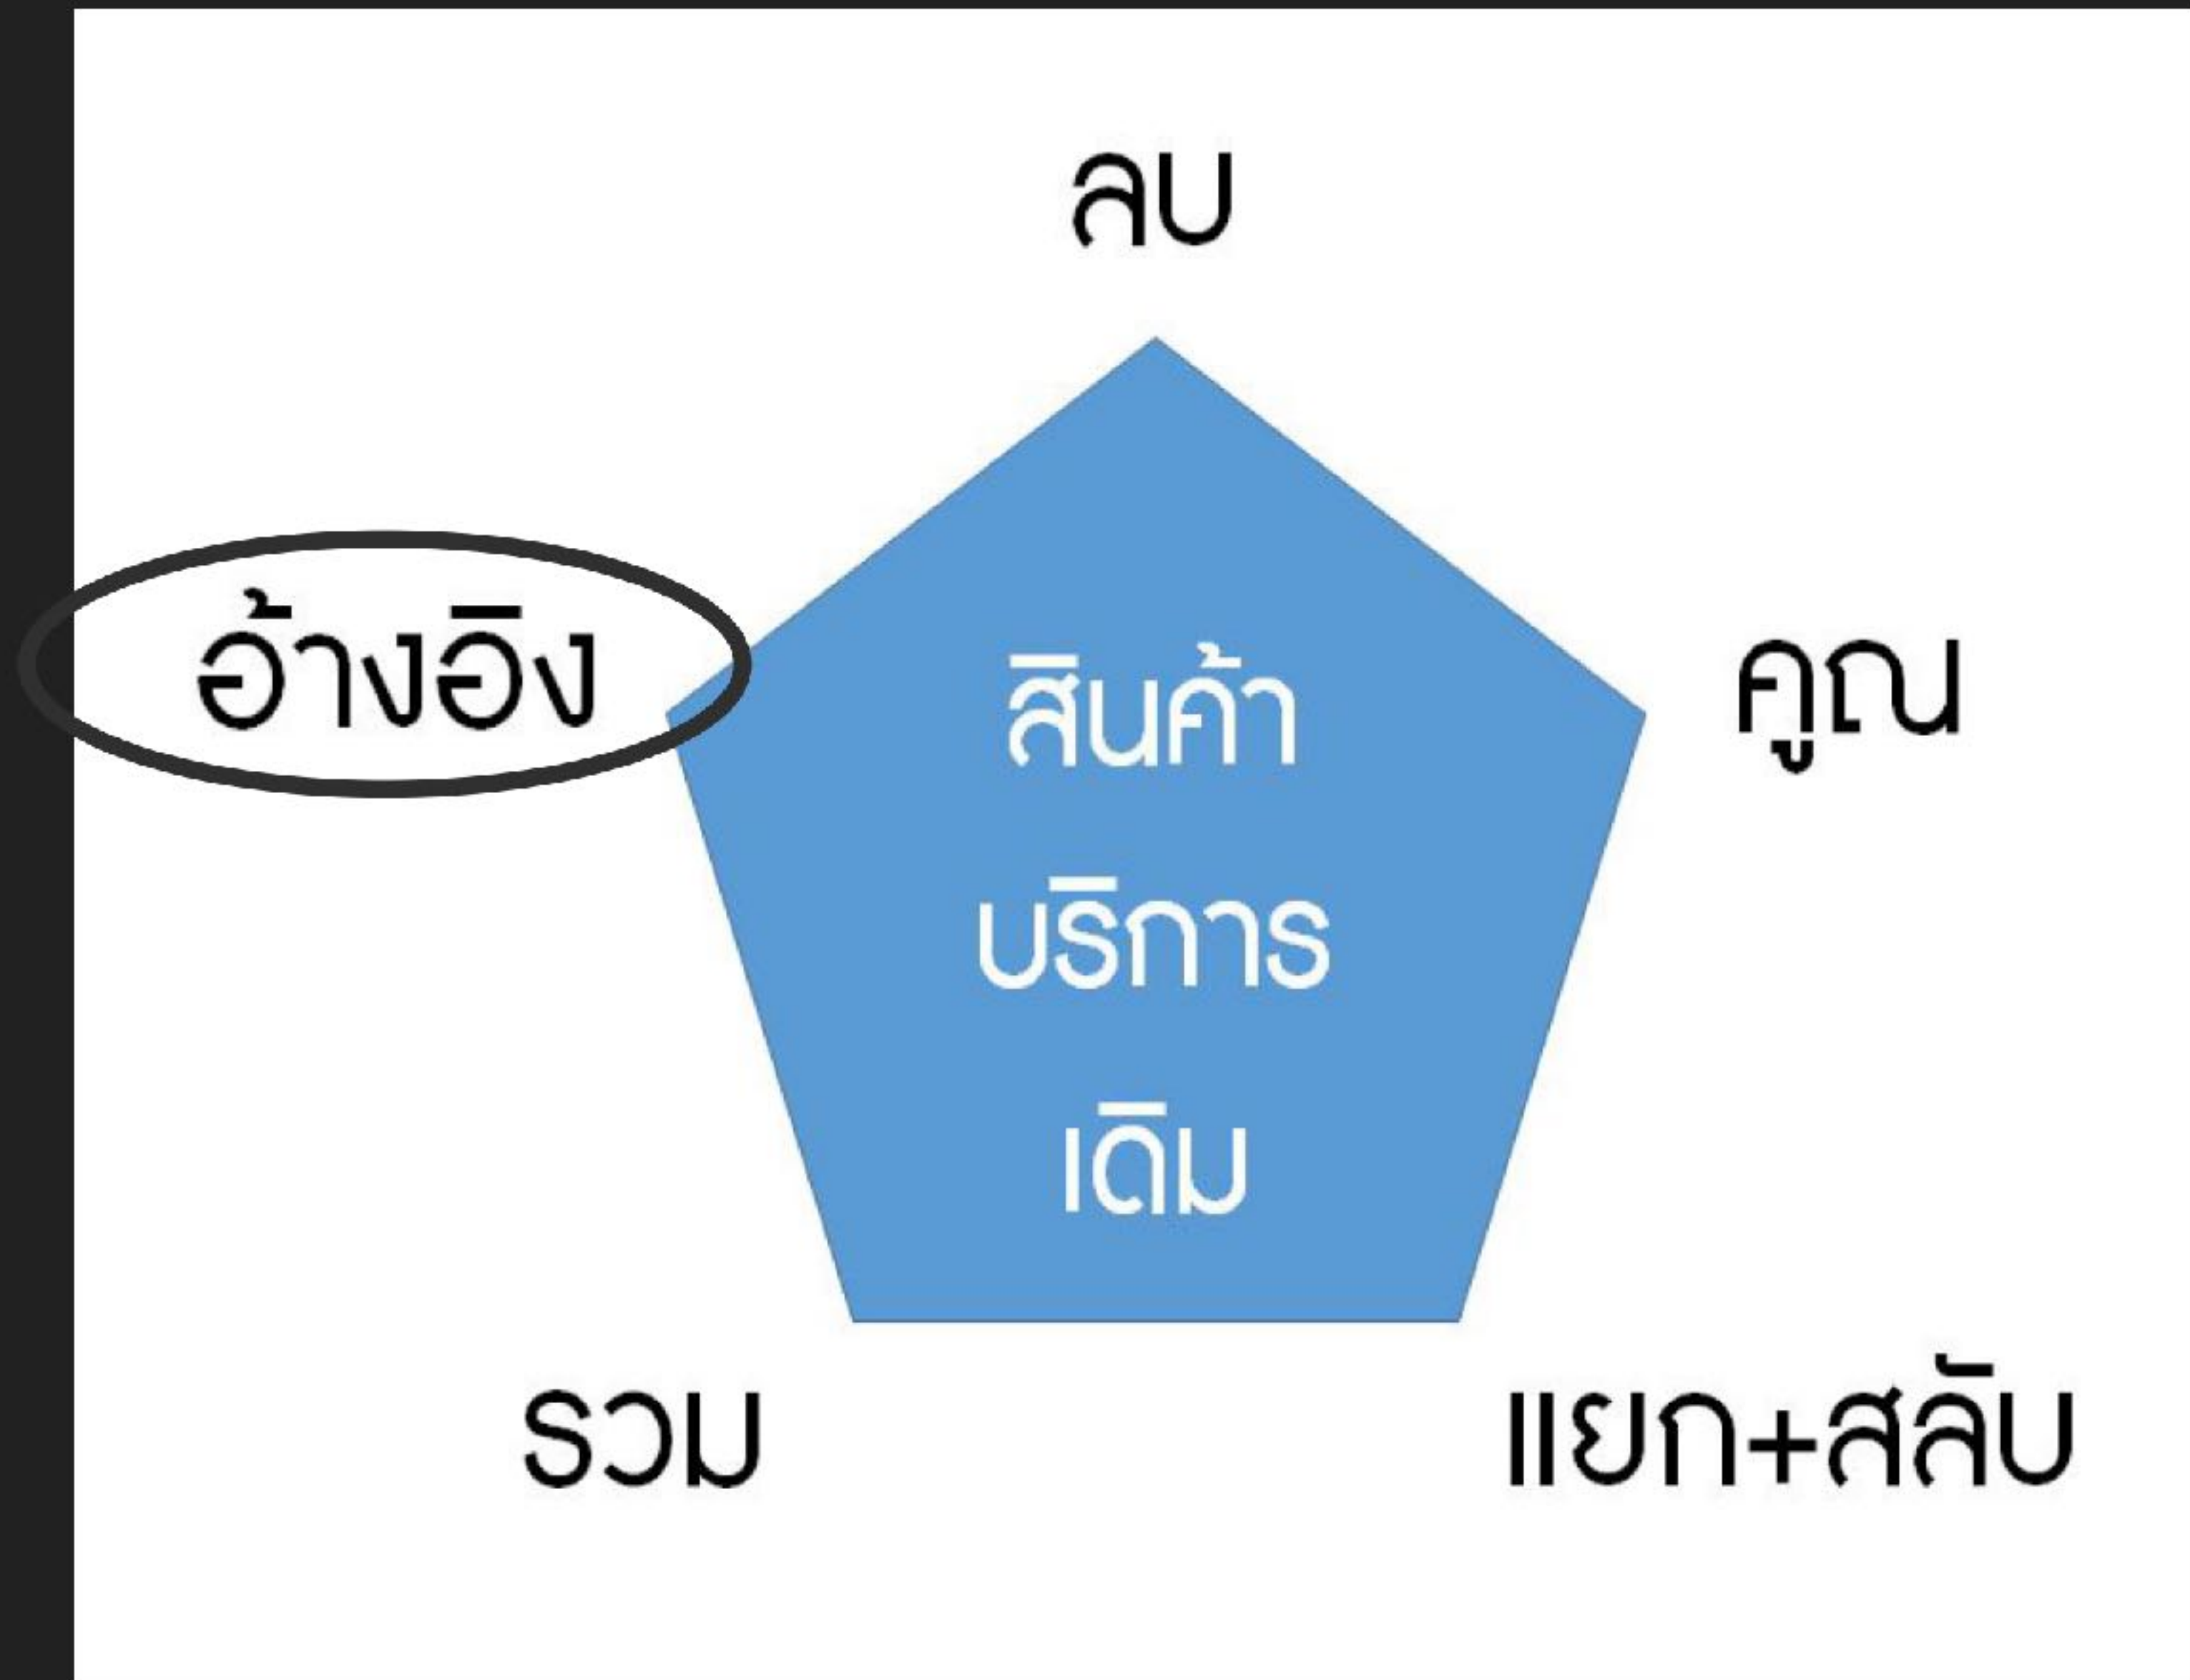 ลบ
อ้างอิง
คูณ
สินค้า
บริการ
เดิม
รวม
แยก+สลับ